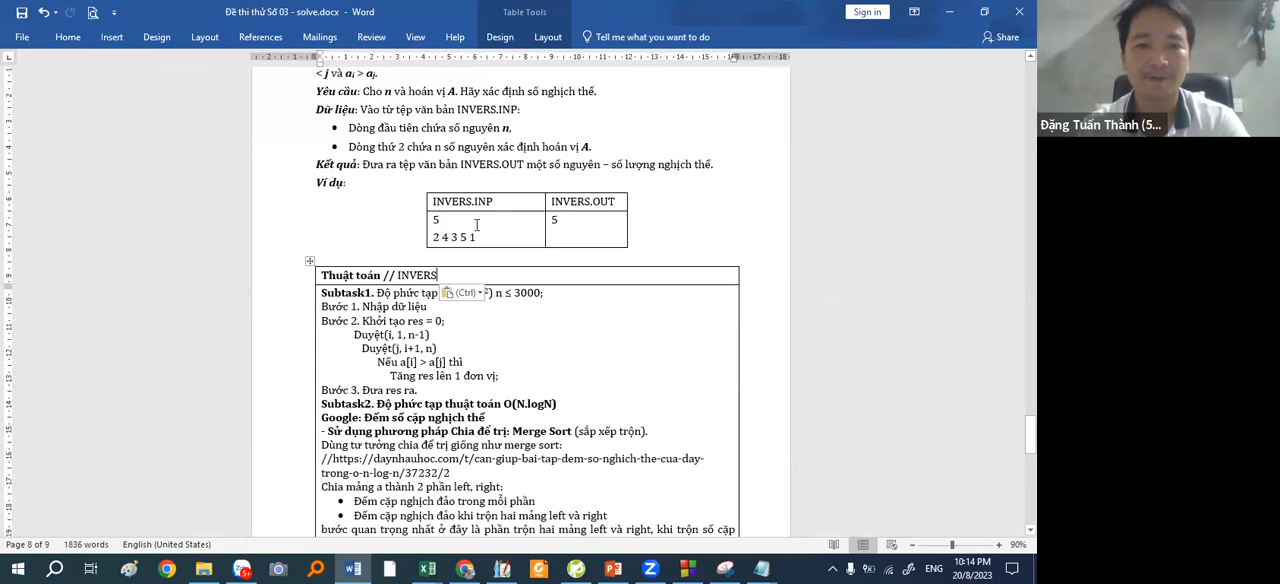 Đề thi thử Số 03 - solve.docx - Word
Table Tools
Sign in
File Home Insert Design Layout References Mailings Review View Help Design Layout Tell me what you want to do Share
< j và aᵢ > aⱼ.
Yêu cầu: Cho n và hoán vị A. Hãy xác định số nghịch thế.
Dữ liệu: Vào từ tệp văn bản INVERS.INP:
• Dòng đầu tiên chứa số nguyên n,
• Dòng thứ 2 chứa n số nguyên xác định hoán vị A.
Kết quả: Đưa ra tệp văn bản INVERS.OUT một số nguyên – số lượng nghịch thế.
Ví dụ:
INVERS.INP INVERS.OUT
5 5
2 4 3 5 1
Thuật toán // INVERS
Subtask1. Độ phức tạp (Ctrl) ²) n ≤ 3000;
Bước 1. Nhập dữ liệu
Bước 2. Khởi tạo res = 0;
Duyệt(i, 1, n-1)
Duyệt(j, i+1, n)
Nếu a[i] > a[j] thì
Tăng res lên 1 đơn vị;
Bước 3. Đưa res ra.
Subtask2. Độ phức tạp thuật toán O(N.logN)
Google: Đếm số cặp nghịch thế
- Sử dụng phương pháp Chia để trị: Merge Sort (sắp xếp trộn).
Dùng tư tưởng chia để trị giống như merge sort:
//https://daynhauhoc.com/t/can-giup-bai-tap-dem-so-nghich-the-cua-day-
trong-o-n-log-n/37232/2
Chia mảng a thành 2 phần left, right:
• Đếm cặp nghịch đảo trong mỗi phần
• Đếm cặp nghịch đảo khi trộn hai mảng left và right
bước quan trọng nhất ở đây là phần trộn hai mảng left và right, khi trộn số cặp
Page 8 of 9 1836 words English (United States) 90%
ENG
10:14 PM
20/8/2023
Đặng Tuấn Thành (5...